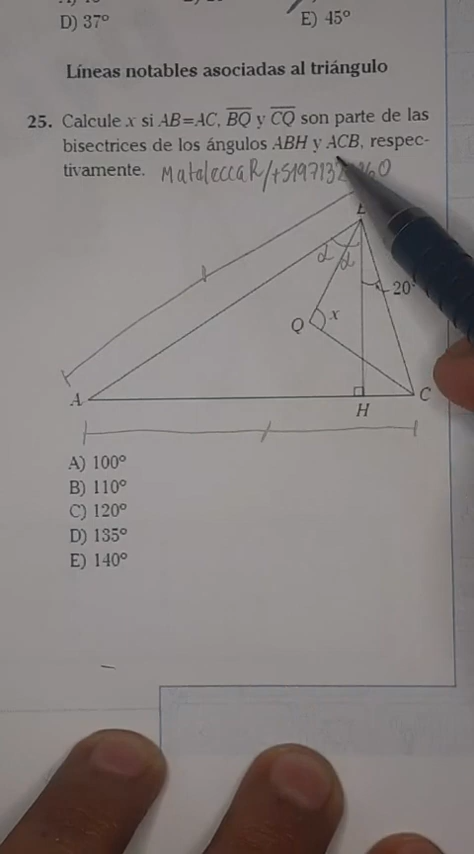 D) 37°
E) 45°
Líneas notables asociadas al triángulo
25. Calcule x si AB=AC, BQ y CQ son parte de las
bisectrices de los ángulos ABH y ACB, respec-
tivamente.
α α
20°
Q x
A
H
C
A) 100°
B) 110°
C) 120°
D) 135°
E) 140°